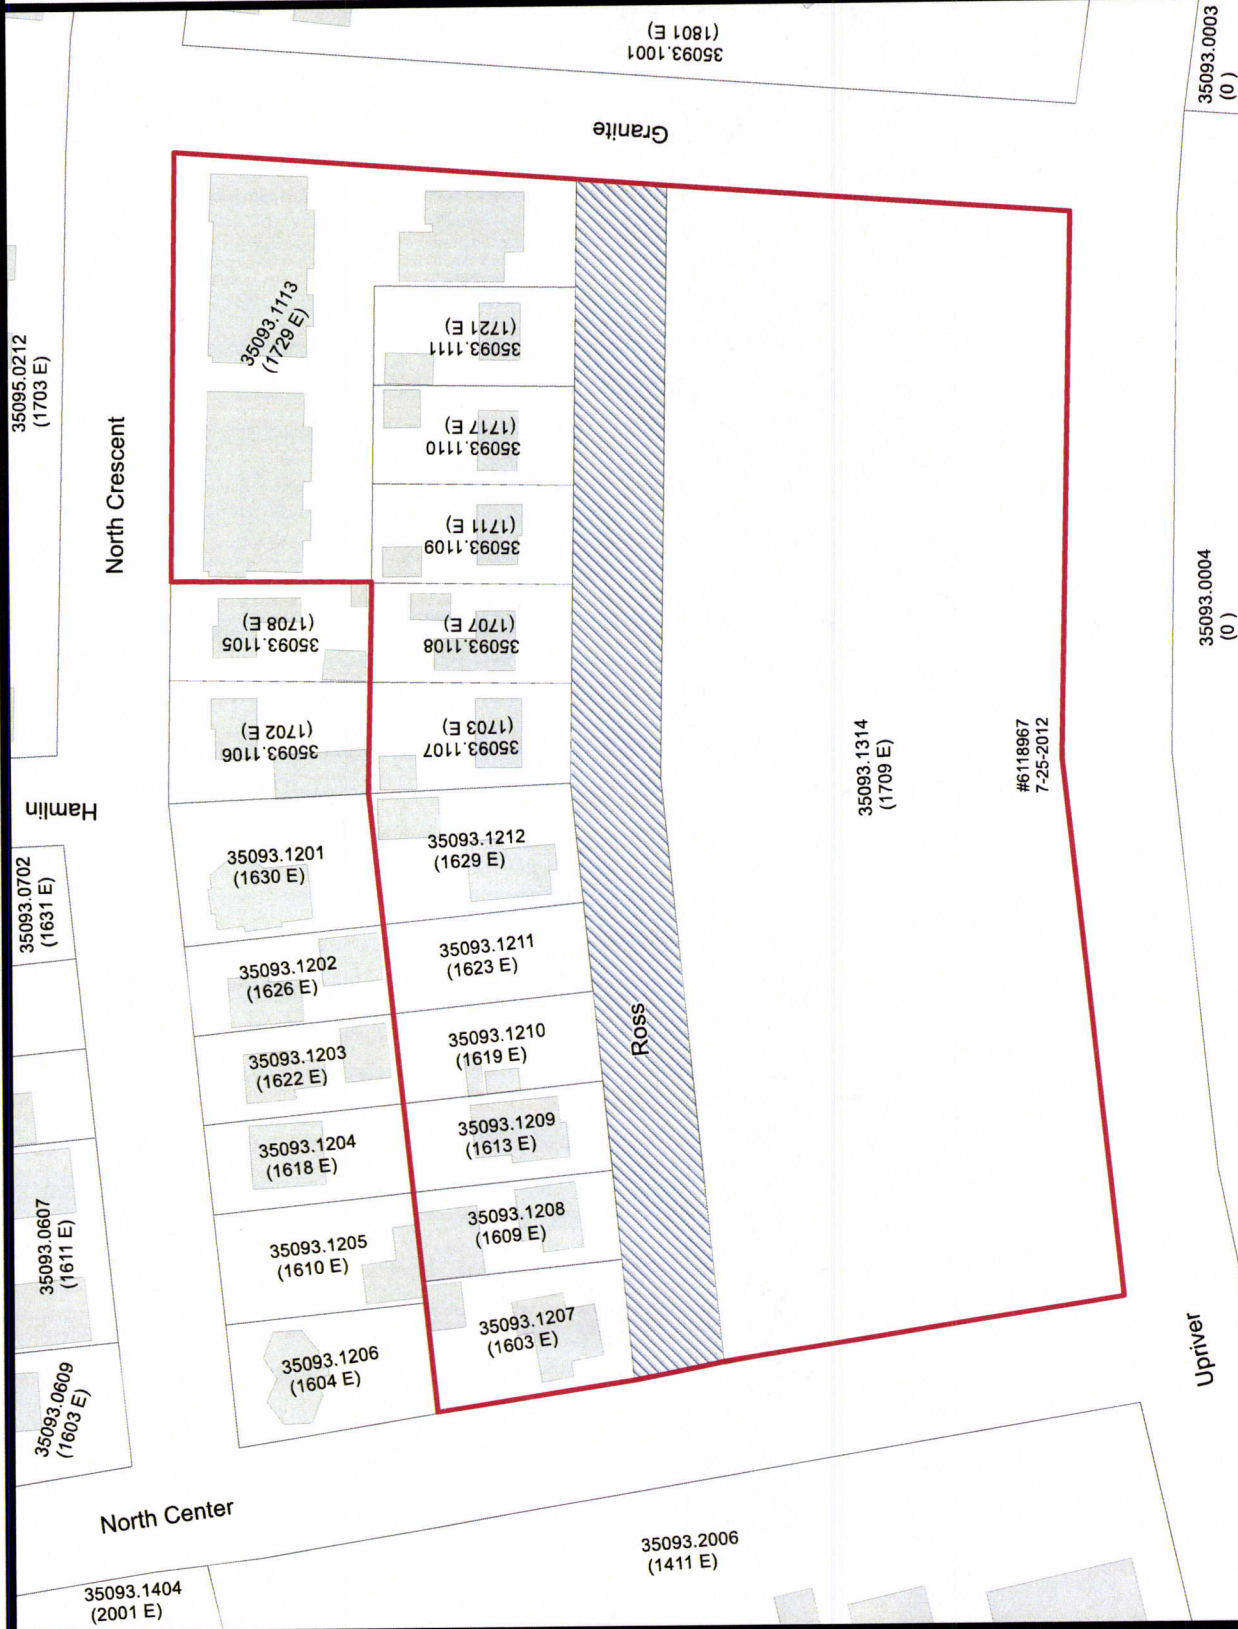 35093.1001
(1801 E)
35093.0003
(0 )
Granite
35095.0212
(1703 E)
North Crescent
35093.1113
(1729 E)
35093.1111
(1721 E)
35093.1110
(1717 E)
35093.1109
(1711 E)
35093.1105
(1708 E)
35093.1108
(1707 E)
35093.1106
(1702 E)
35093.1107
(1703 E)
35093.0004
(0 )
35093.1314
(1709 E)
#6118967
7-25-2012
Hamlin
35093.0702
(1631 E)
35093.1201
(1630 E)
35093.1212
(1629 E)
35093.1202
(1626 E)
35093.1211
(1623 E)
35093.1203
(1622 E)
35093.1210
(1619 E)
Ross
35093.1204
(1618 E)
35093.1209
(1613 E)
35093.0607
(1611 E)
35093.1205
(1610 E)
35093.1208
(1609 E)
35093.1206
(1604 E)
35093.1207
(1603 E)
35093.0609
(1603 E)
Upriver
North Center
35093.2006
(1411 E)
35093.1404
(2001 E)